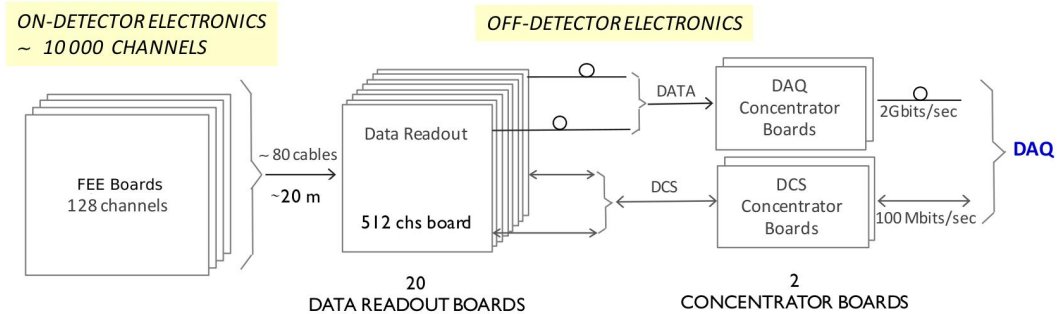 ON-DETECTOR ELECTRONICS
~ 10 000 CHANNELS
OFF-DETECTOR ELECTRONICS
FEE Boards
128 channels
~ 80 cables
~20 m
Data Readout
512 chs board
20
DATA READOUT BOARDS
DATA
DCS
DAQ
Concentrator
Boards
DCS
Concentrator
Boards
2
CONCENTRATOR BOARDS
2Gbits/sec
100 Mbits/sec
DAQ